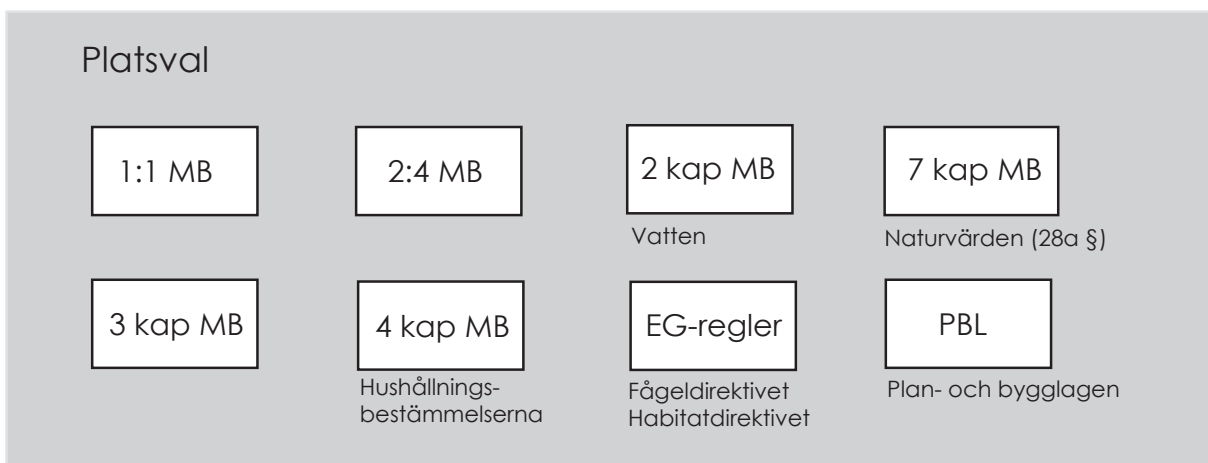 Platsval
1:1 MB
2:4 MB
2 kap MB
Vatten
7 kap MB
Naturvärden (28a §)
3 kap MB
4 kap MB
Hushållnings-
bestämmelserna
EG-regler
Fågeldirektivet
Habitatdirektivet
PBL
Plan- och bygglagen